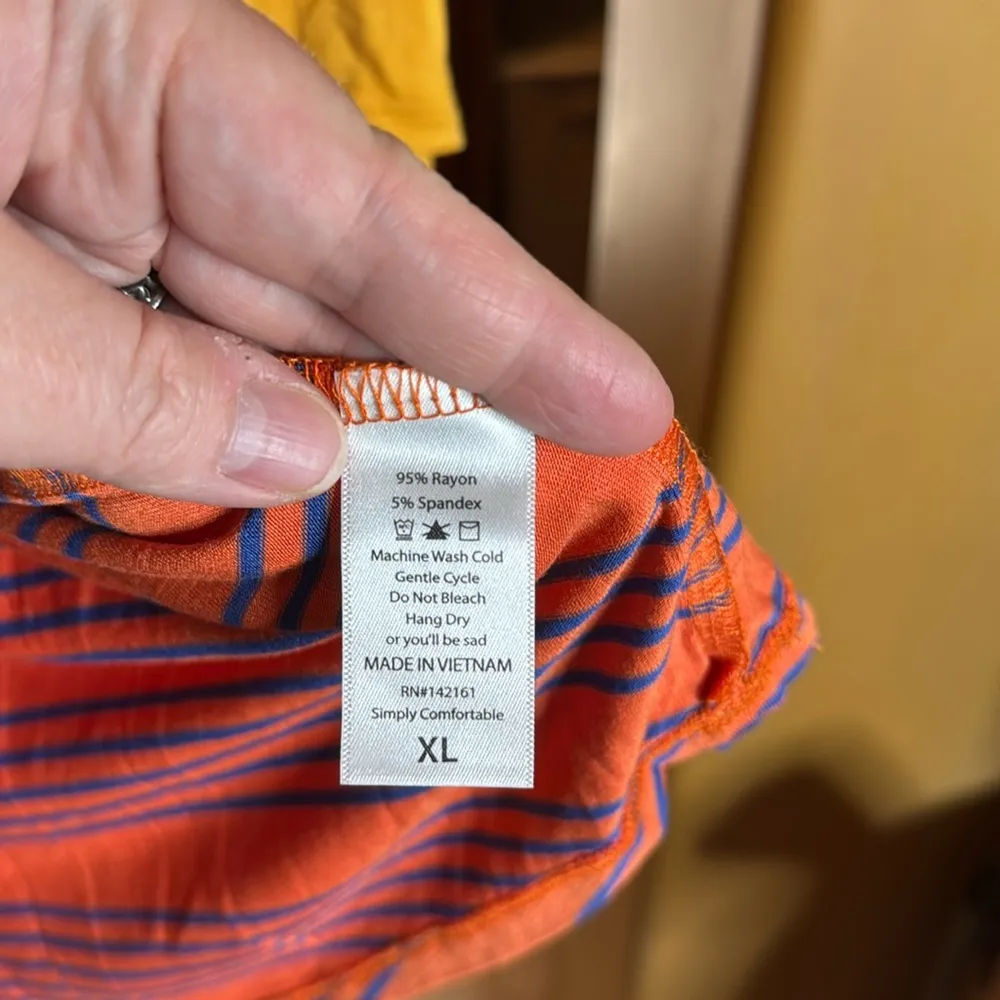 95% Rayon
5% Spandex
Machine Wash Cold
Gentle Cycle
Do Not Bleach
Hang Dry
or you'll be sad
MADE IN VIETNAM
RN#142161
Simply Comfortable
XL